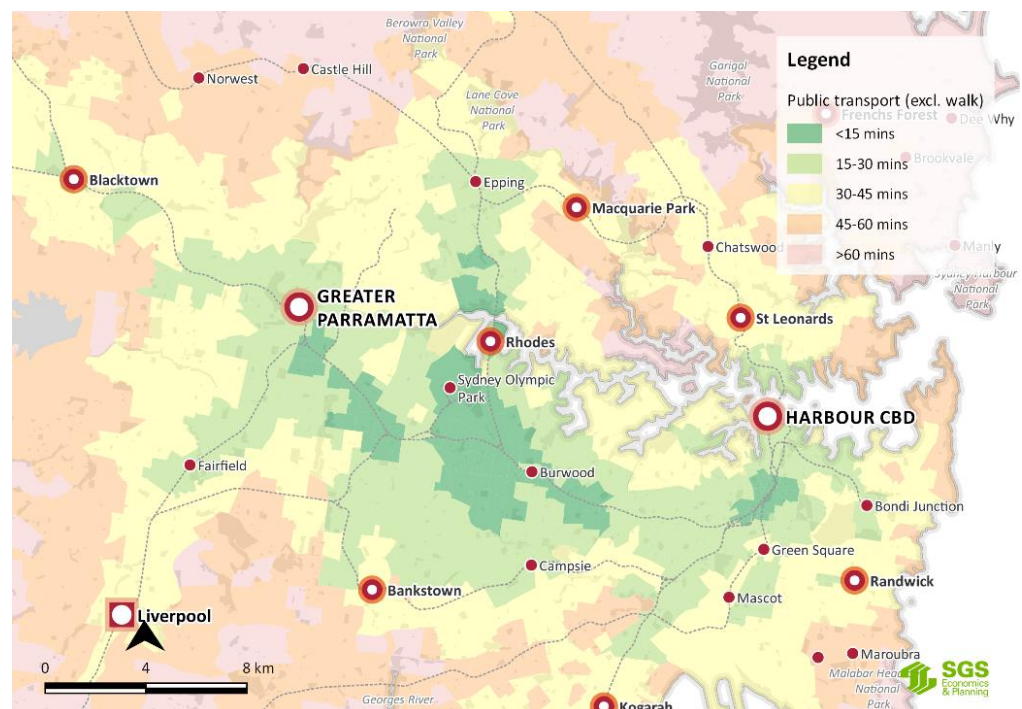 Berowra Valley
National
Park
Norwest
Castle Hill
Lane Cove
National
Park
Garigal
National
Park
Legend
Public transport (excl. walk)
<15 mins
15-30 mins
30-45 mins
45-60 mins
>60 mins
Frenchs Forest
Dee Why
Brookvale
Manly
Sydney Harbour
National
Park
Blacktown
Epping
Macquarie Park
Chatswood
GREATER
PARRAMATTA
St Leonards
Rhodes
Sydney Olympic
Park
HARBOUR CBD
Fairfield
Burwood
Bondi Junction
Green Square
Campsie
Randwick
Bankstown
Mascot
Liverpool
Maroubra
Malabar Hea
National
Park
0 4 8 km
Georges River
Kogarah
SGS
Economics
& Planning